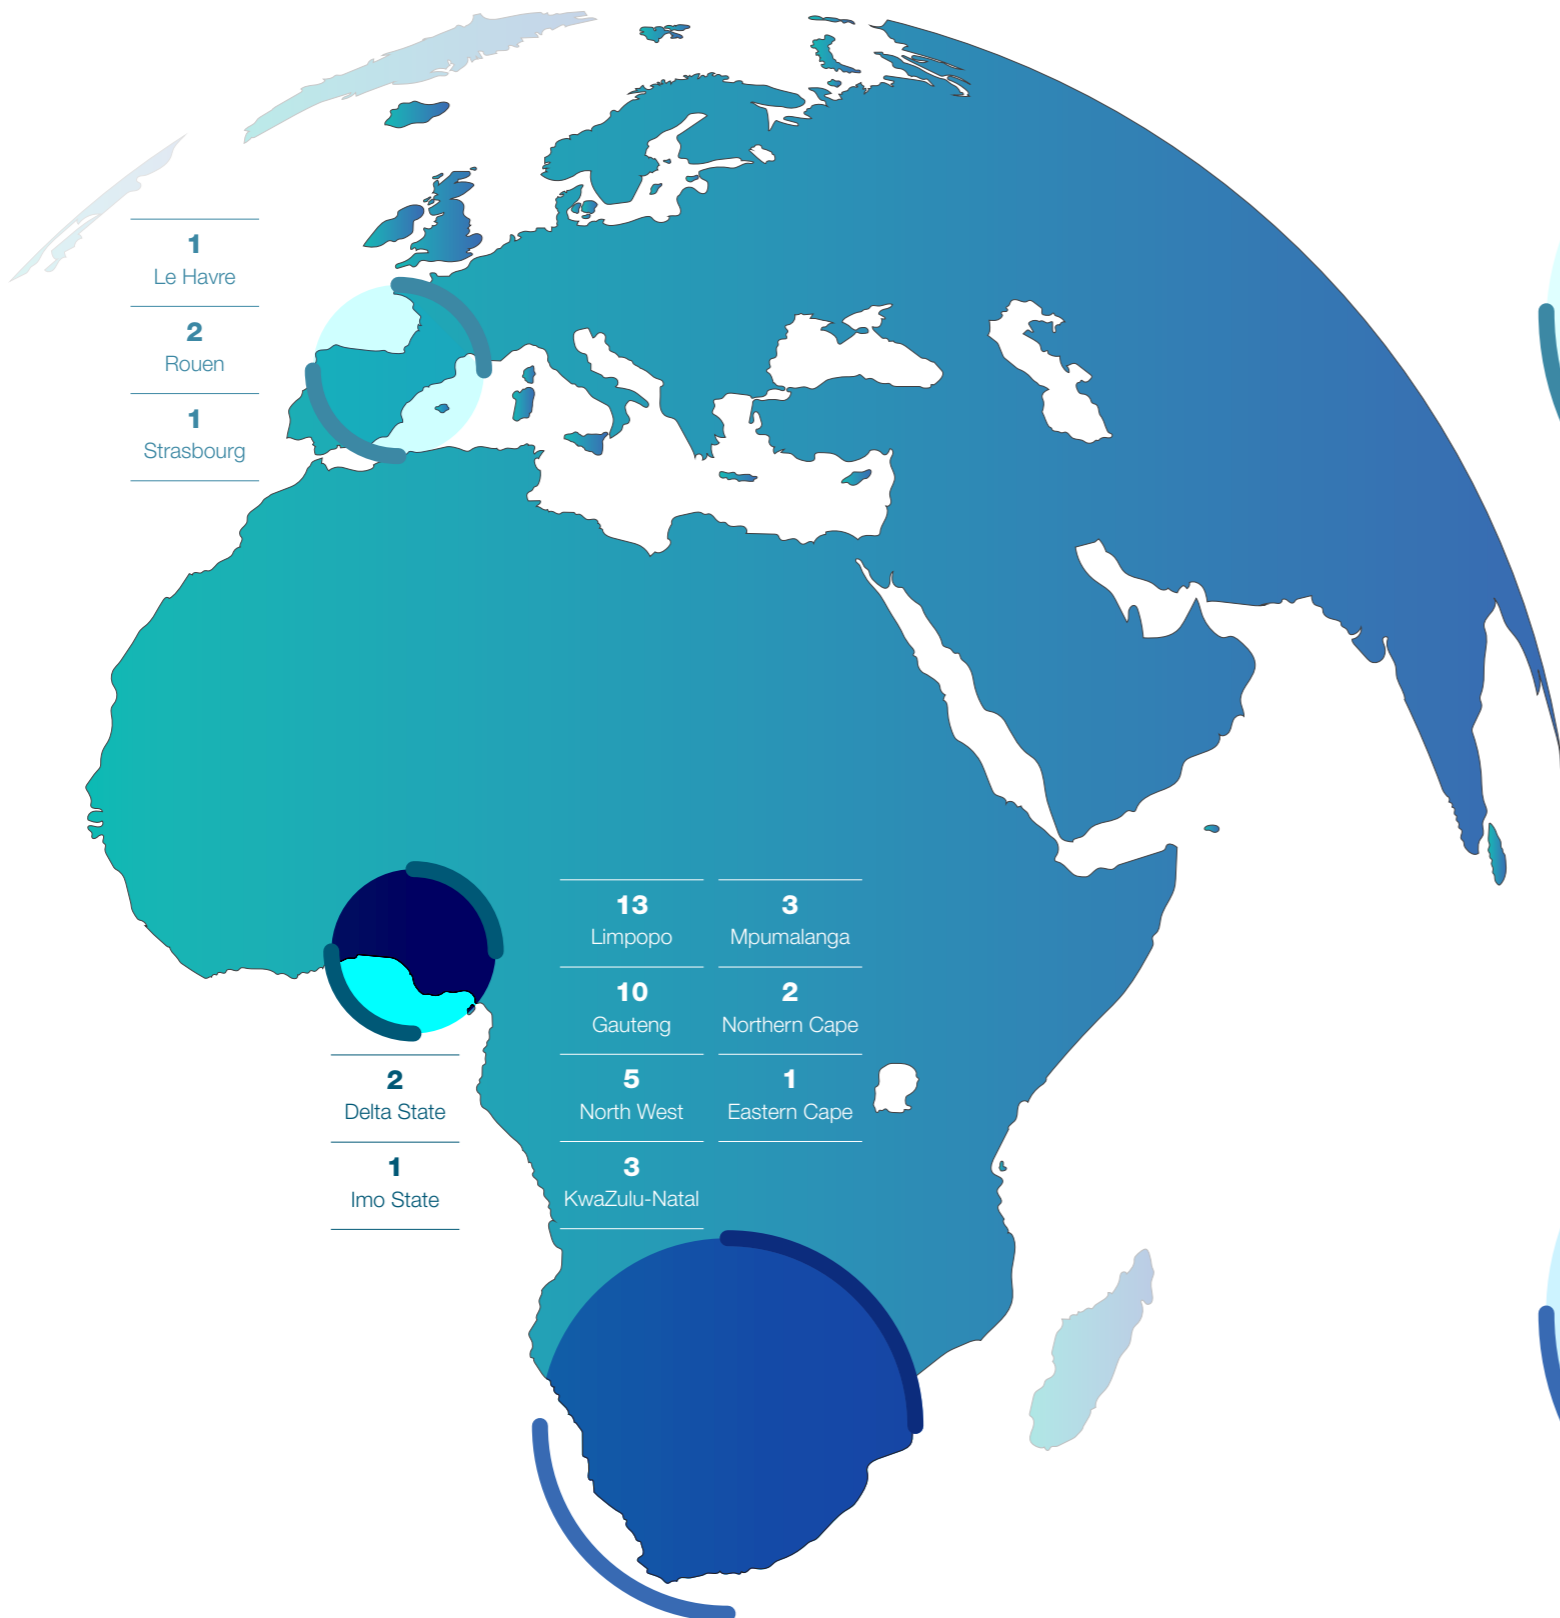 1
Le Havre
2
Rouen
1
Strasbourg
2
Delta State
1
Imo State
13
Limpopo
10
Gauteng
5
North West
3
KwaZulu-Natal
3
Mpumalanga
2
Northern Cape
1
Eastern Cape